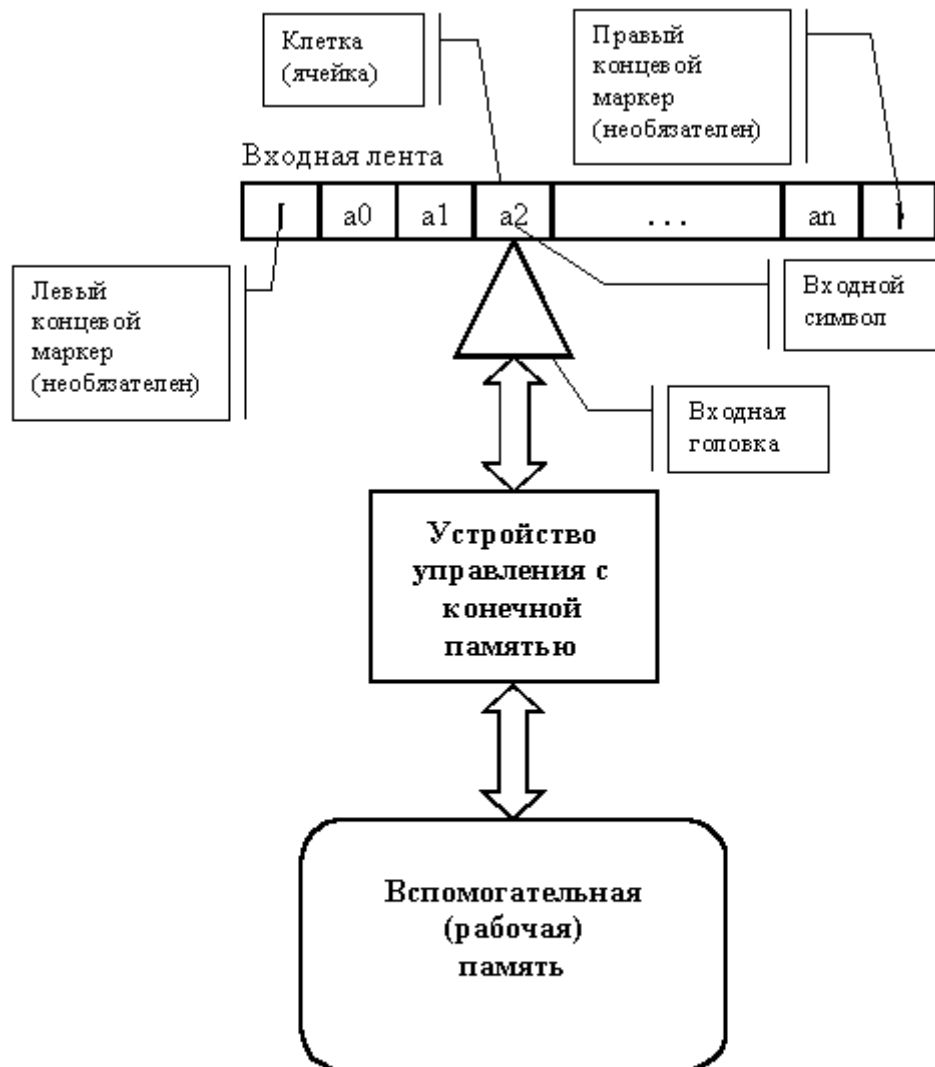 Клетка
(ячейка)
Правый
концевой
маркер
(необязателен)
Входная лента
a0 a1 a2 ... an
Левый
концевой
маркер
(необязателен)
Входной
символ
Входная
головка
Устройство
управления с
конечной
памятью
Вспомогательная
(рабочая)
память